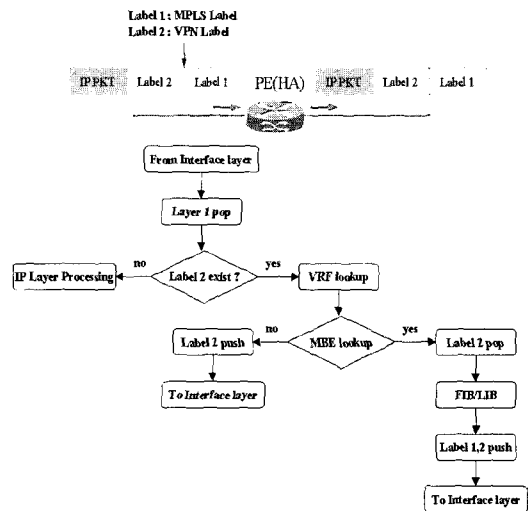 Label 1 : MPLS Label
Label 2 : VPN Label
IP PKT Label 2 Label 1 PE(HA) IP PKT Label 2 Label 1
From Interface layer
Layer 1 pop
Label 2 exist ?
no
yes
IP Layer Processing
VRF lookup
MBE lookup
no
yes
Label 2 push
Label 2 pop
To Interface layer
FIB/LIB
Label 1,2 push
To Interface layer